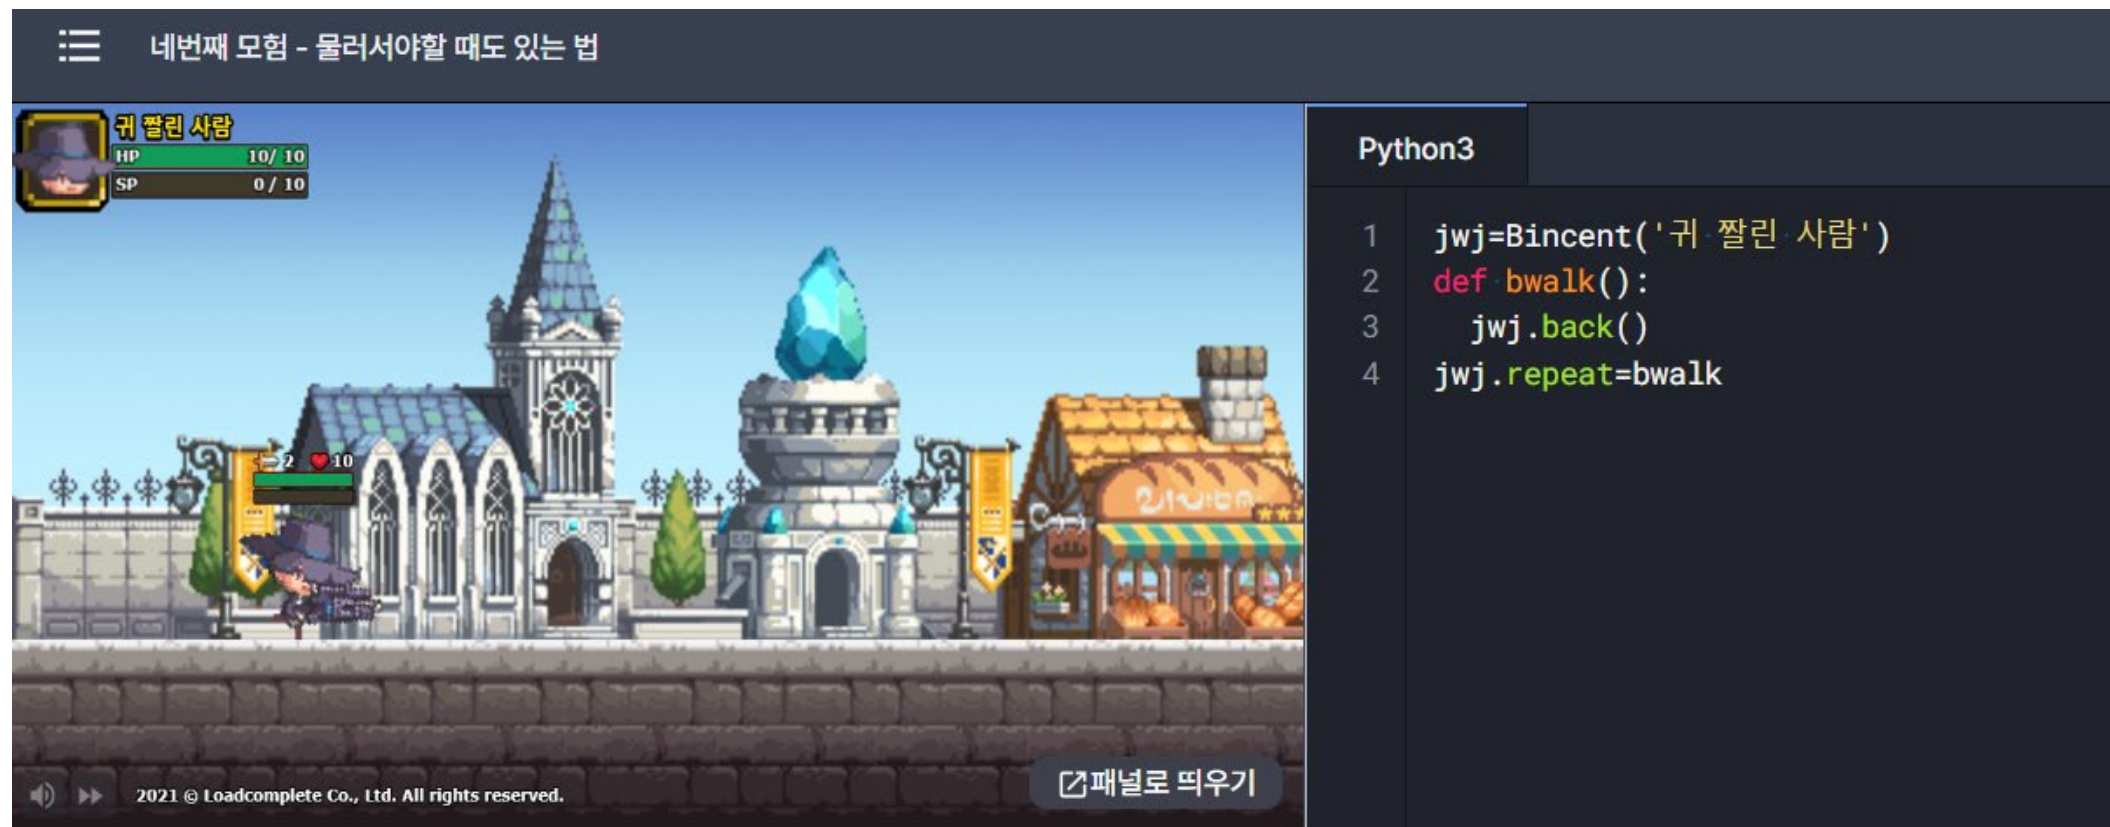 네번째 모험 - 물러서야할 때도 있는 법
귀 짤린 사람
HP 10/ 10
SP 0 / 10
2 10
패널로 띄우기
2021 © Loadcomplete Co., Ltd. All rights reserved.
Python3
1 jwj=Bincent('귀 짤린 사람')
2 def bwalk():
3 jwj.back()
4 jwj.repeat=bwalk